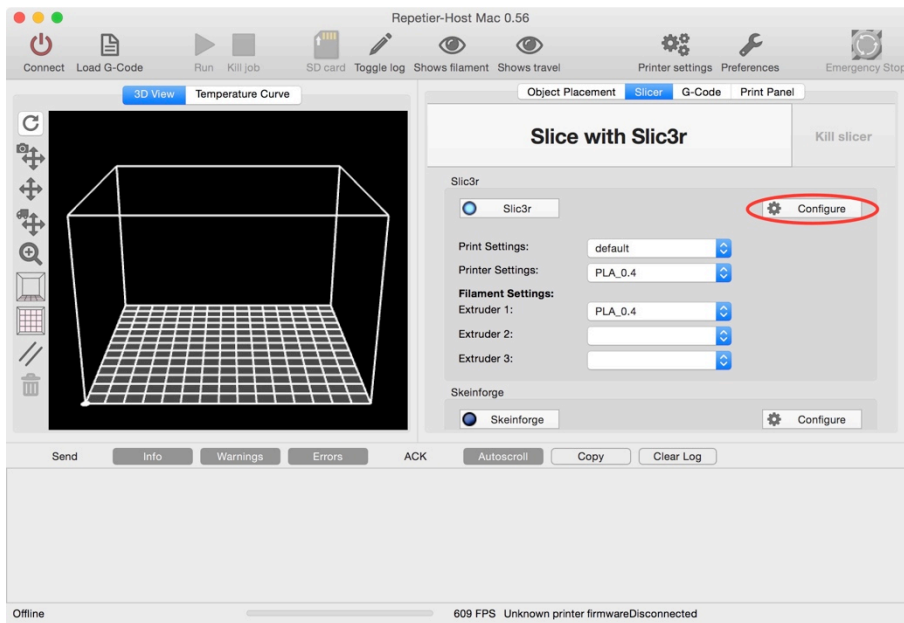 Repetier-Host Mac 0.56
Connect Load G-Code Run Kill job SD card Toggle log Shows filament Shows travel Printer settings Preferences Emergency Stop
3D View Temperature Curve
Object Placement Slicer G-Code Print Panel
Slice with Slic3r Kill slicer
Slic3r
Slic3r Configure
Print Settings: default
Printer Settings: PLA_0.4
Filament Settings:
Extruder 1: PLA_0.4
Extruder 2:
Extruder 3:
Skeinforge
Skeinforge Configure
Send Info Warnings Errors ACK Autoscroll Copy Clear Log
Offline 609 FPS Unknown printer firmwareDisconnected